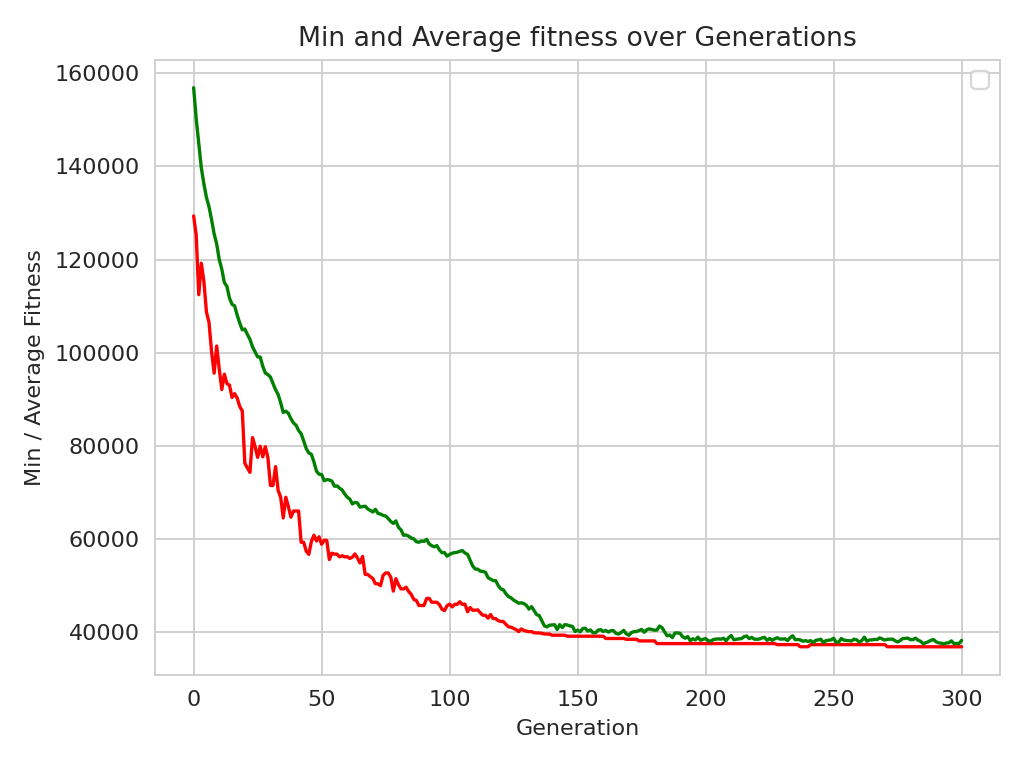 Min and Average fitness over Generations
160000
140000
120000
100000
80000
60000
40000
Min / Average Fitness
0 50 100 150 200 250 300
Generation